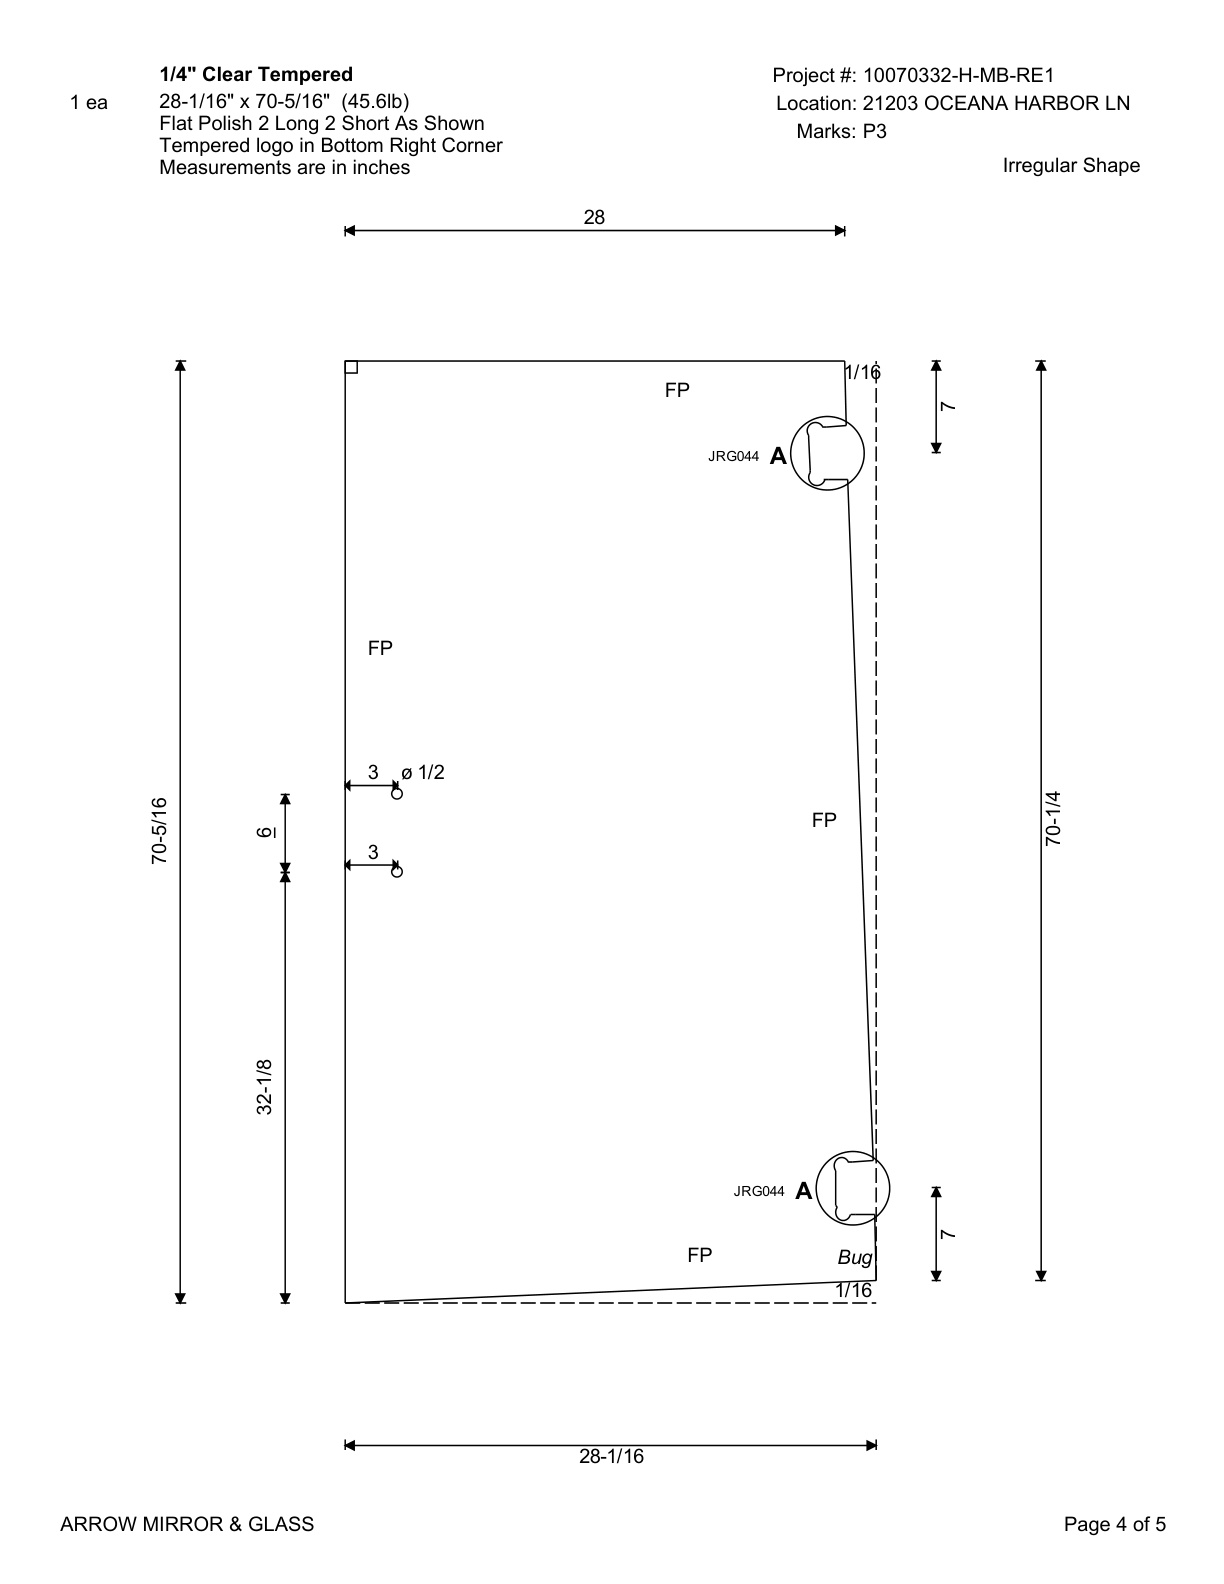 1/4" Clear Tempered
1 ea
28-1/16" x 70-5/16"  (45.6lb)
Flat Polish 2 Long 2 Short As Shown
Tempered logo in Bottom Right Corner
Measurements are in inches
Project #: 10070332-H-MB-RE1
Location: 21203 OCEANA HARBOR LN
Marks: P3
Irregular Shape
28
1/16
FP
7
JRG044 A
FP
3 ø 1/2
6
3
70-5/16
FP
70-1/4
32-1/8
JRG044 A
7
FP
Bug
1/16
28-1/16
ARROW MIRROR & GLASS
Page 4 of 5